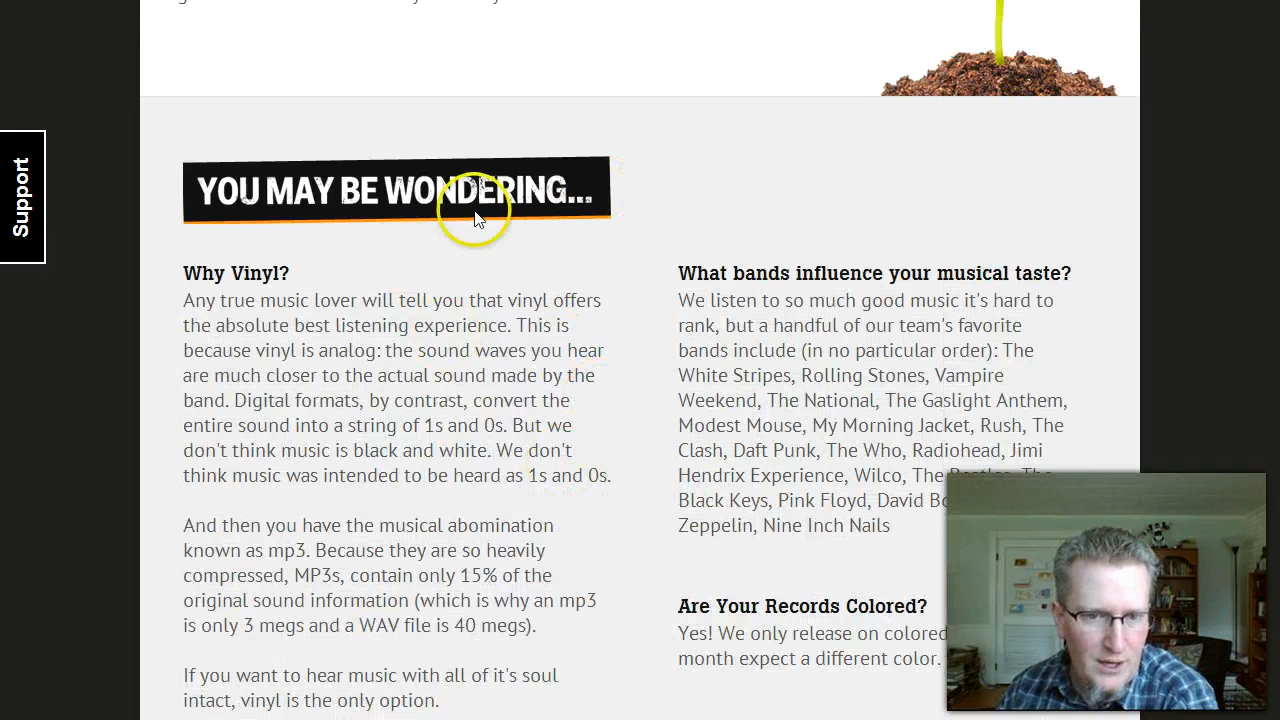 Support
YOU MAY BE WONDERING...
Why Vinyl?
Any true music lover will tell you that vinyl offers
the absolute best listening experience. This is
because vinyl is analog: the sound waves you hear
are much closer to the actual sound made by the
band. Digital formats, by contrast, convert the
entire sound into a string of 1s and 0s. But we
don't think music is black and white. We don't
think music was intended to be heard as 1s and 0s.
And then you have the musical abomination
known as mp3. Because they are so heavily
compressed, MP3s, contain only 15% of the
original sound information (which is why an mp3
is only 3 megs and a WAV file is 40 megs).
If you want to hear music with all of it's soul
intact, vinyl is the only option.
What bands influence your musical taste?
We listen to so much good music it's hard to
rank, but a handful of our team's favorite
bands include (in no particular order): The
White Stripes, Rolling Stones, Vampire
Weekend, The National, The Gaslight Anthem,
Modest Mouse, My Morning Jacket, Rush, The
Clash, Daft Punk, The Who, Radiohead, Jimi
Hendrix Experience, Wilco, The Beatles, The
Black Keys, Pink Floyd, David
Zeppelin, Nine Inch Nails
Are Your Records Colored?
Yes! We only release on colored
month expect a different color.